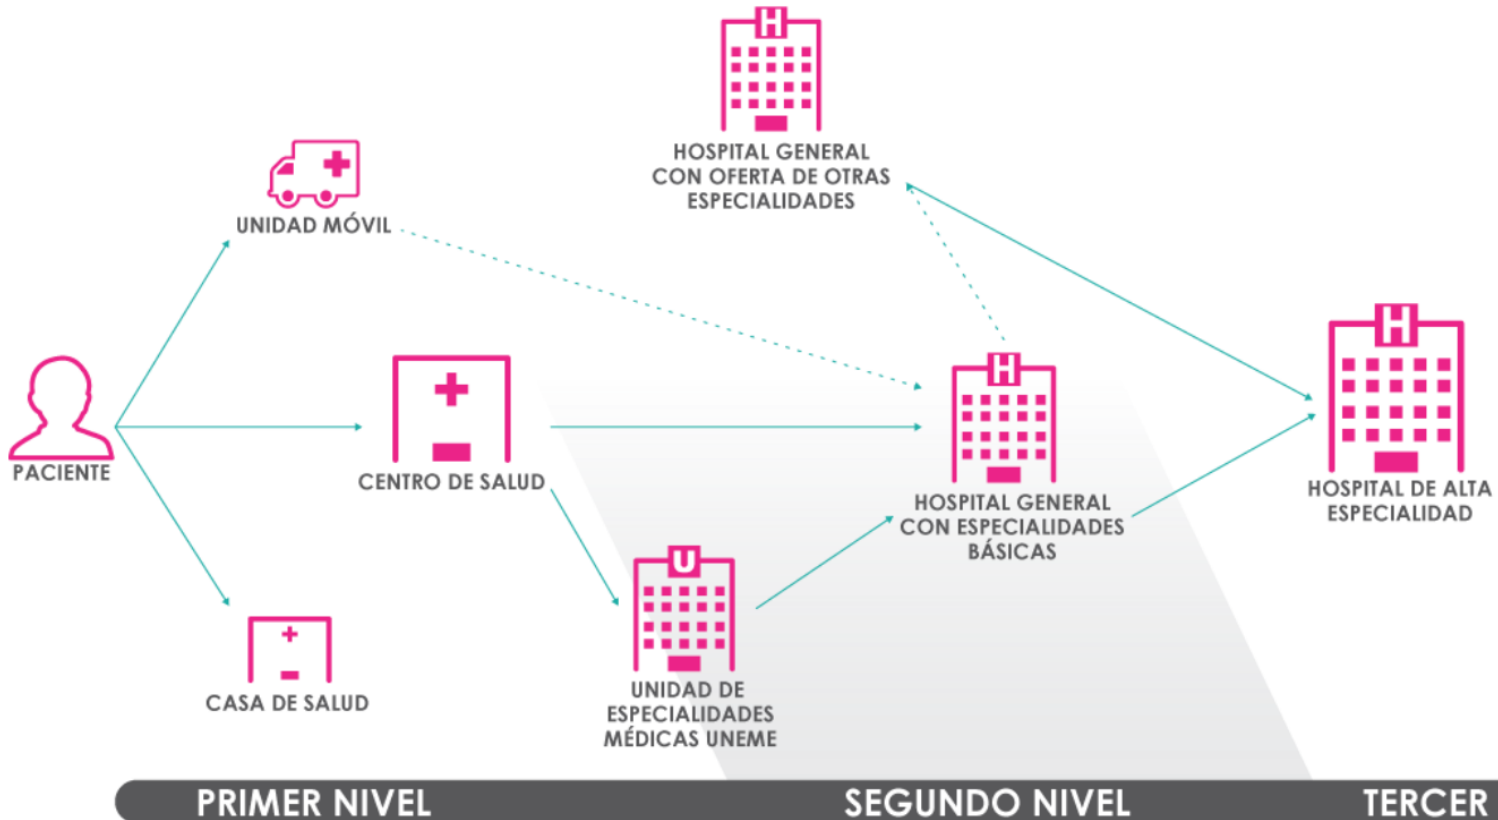 H
HOSPITAL GENERAL
CON OFERTA DE OTRAS
ESPECIALIDADES
UNIDAD MÓVIL
PACIENTE
CENTRO DE SALUD
H
HOSPITAL GENERAL
CON ESPECIALIDADES
BÁSICAS
H
HOSPITAL DE ALTA
ESPECIALIDAD
CASA DE SALUD
U
UNIDAD DE
ESPECIALIDADES
MÉDICAS UNEME
PRIMER NIVEL
SEGUNDO NIVEL
TERCER